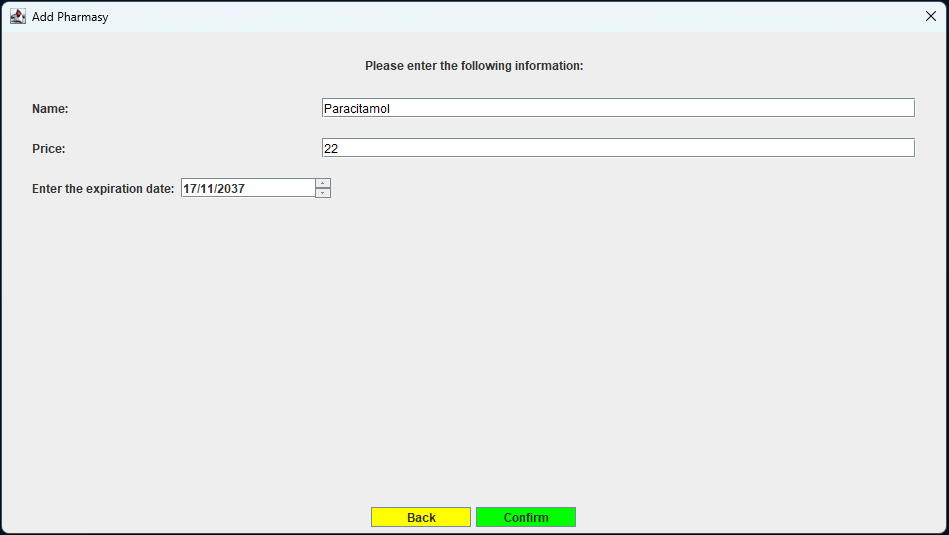 Add Pharmasy
Please enter the following information:
Name: Paracitamol
Price: 22
Enter the expiration date: 17/11/2037
Back Confirm